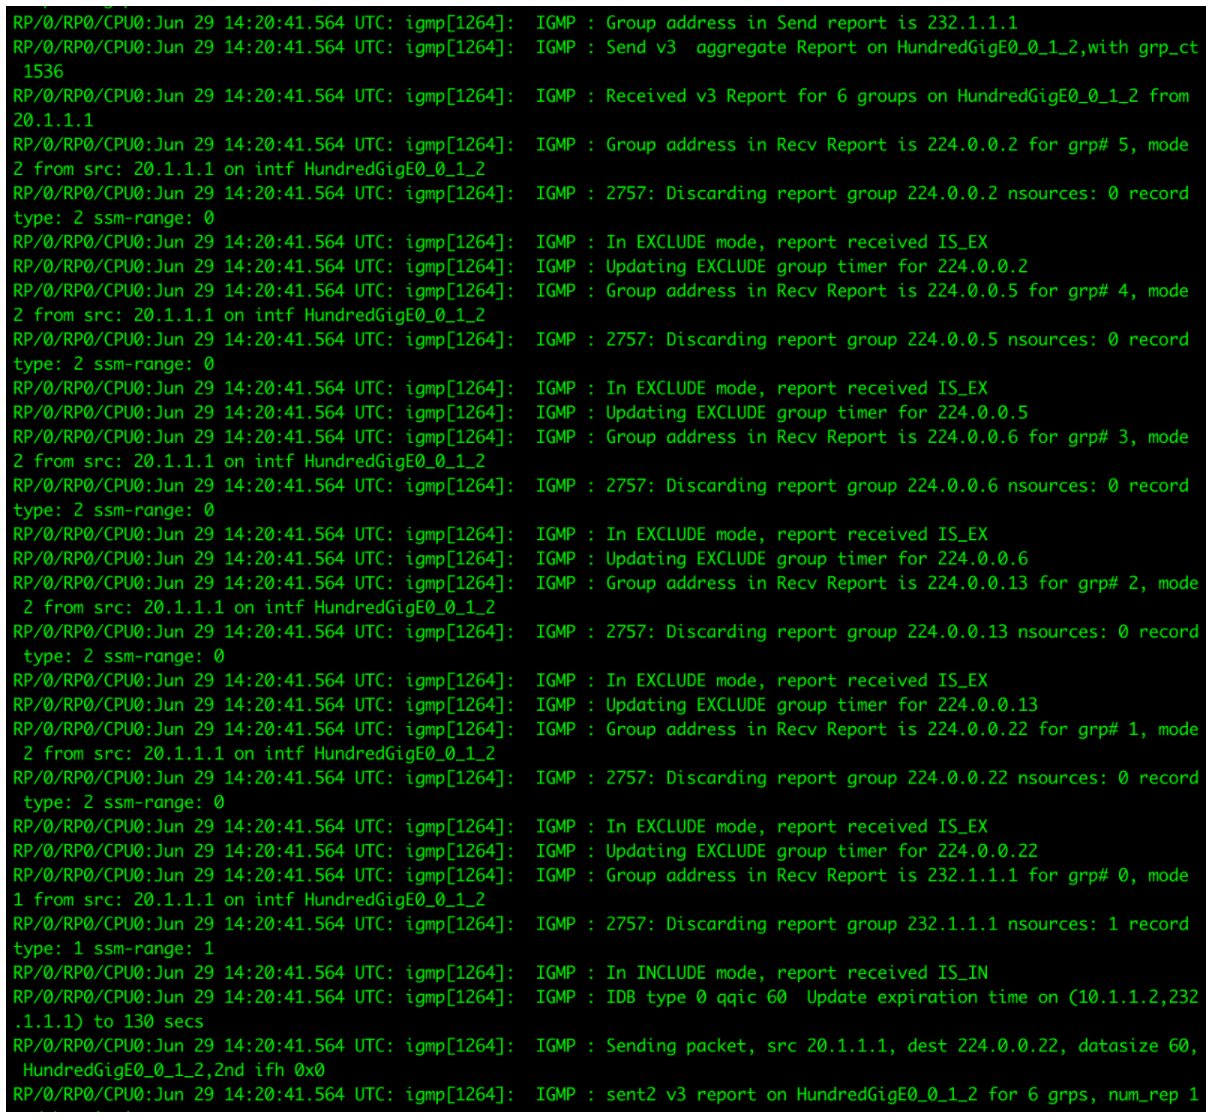 RP/0/RP0/CPU0:Jun 29 14:20:41.564 UTC: igmp[1264]:  IGMP : Group address in Send report is 232.1.1.1
RP/0/RP0/CPU0:Jun 29 14:20:41.564 UTC: igmp[1264]:  IGMP : Send v3  aggregate Report on HundredGigE0_0_1_2,with grp_ct
 1536
RP/0/RP0/CPU0:Jun 29 14:20:41.564 UTC: igmp[1264]:  IGMP : Received v3 Report for 6 groups on HundredGigE0_0_1_2 from
20.1.1.1
RP/0/RP0/CPU0:Jun 29 14:20:41.564 UTC: igmp[1264]:  IGMP : Group address in Recv Report is 224.0.0.2 for grp# 5, mode
2 from src: 20.1.1.1 on intf HundredGigE0_0_1_2
RP/0/RP0/CPU0:Jun 29 14:20:41.564 UTC: igmp[1264]:  IGMP : 2757: Discarding report group 224.0.0.2 nsources: 0 record
type: 2 ssm-range: 0
RP/0/RP0/CPU0:Jun 29 14:20:41.564 UTC: igmp[1264]:  IGMP : In EXCLUDE mode, report received IS_EX
RP/0/RP0/CPU0:Jun 29 14:20:41.564 UTC: igmp[1264]:  IGMP : Updating EXCLUDE group timer for 224.0.0.2
RP/0/RP0/CPU0:Jun 29 14:20:41.564 UTC: igmp[1264]:  IGMP : Group address in Recv Report is 224.0.0.5 for grp# 4, mode
2 from src: 20.1.1.1 on intf HundredGigE0_0_1_2
RP/0/RP0/CPU0:Jun 29 14:20:41.564 UTC: igmp[1264]:  IGMP : 2757: Discarding report group 224.0.0.5 nsources: 0 record
type: 2 ssm-range: 0
RP/0/RP0/CPU0:Jun 29 14:20:41.564 UTC: igmp[1264]:  IGMP : In EXCLUDE mode, report received IS_EX
RP/0/RP0/CPU0:Jun 29 14:20:41.564 UTC: igmp[1264]:  IGMP : Updating EXCLUDE group timer for 224.0.0.5
RP/0/RP0/CPU0:Jun 29 14:20:41.564 UTC: igmp[1264]:  IGMP : Group address in Recv Report is 224.0.0.6 for grp# 3, mode
2 from src: 20.1.1.1 on intf HundredGigE0_0_1_2
RP/0/RP0/CPU0:Jun 29 14:20:41.564 UTC: igmp[1264]:  IGMP : 2757: Discarding report group 224.0.0.6 nsources: 0 record
type: 2 ssm-range: 0
RP/0/RP0/CPU0:Jun 29 14:20:41.564 UTC: igmp[1264]:  IGMP : In EXCLUDE mode, report received IS_EX
RP/0/RP0/CPU0:Jun 29 14:20:41.564 UTC: igmp[1264]:  IGMP : Updating EXCLUDE group timer for 224.0.0.6
RP/0/RP0/CPU0:Jun 29 14:20:41.564 UTC: igmp[1264]:  IGMP : Group address in Recv Report is 224.0.0.13 for grp# 2, mode
 2 from src: 20.1.1.1 on intf HundredGigE0_0_1_2
RP/0/RP0/CPU0:Jun 29 14:20:41.564 UTC: igmp[1264]:  IGMP : 2757: Discarding report group 224.0.0.13 nsources: 0 record
 type: 2 ssm-range: 0
RP/0/RP0/CPU0:Jun 29 14:20:41.564 UTC: igmp[1264]:  IGMP : In EXCLUDE mode, report received IS_EX
RP/0/RP0/CPU0:Jun 29 14:20:41.564 UTC: igmp[1264]:  IGMP : Updating EXCLUDE group timer for 224.0.0.13
RP/0/RP0/CPU0:Jun 29 14:20:41.564 UTC: igmp[1264]:  IGMP : Group address in Recv Report is 224.0.0.22 for grp# 1, mode
 2 from src: 20.1.1.1 on intf HundredGigE0_0_1_2
RP/0/RP0/CPU0:Jun 29 14:20:41.564 UTC: igmp[1264]:  IGMP : 2757: Discarding report group 224.0.0.22 nsources: 0 record
 type: 2 ssm-range: 0
RP/0/RP0/CPU0:Jun 29 14:20:41.564 UTC: igmp[1264]:  IGMP : In EXCLUDE mode, report received IS_EX
RP/0/RP0/CPU0:Jun 29 14:20:41.564 UTC: igmp[1264]:  IGMP : Updating EXCLUDE group timer for 224.0.0.22
RP/0/RP0/CPU0:Jun 29 14:20:41.564 UTC: igmp[1264]:  IGMP : Group address in Recv Report is 232.1.1.1 for grp# 0, mode
1 from src: 20.1.1.1 on intf HundredGigE0_0_1_2
RP/0/RP0/CPU0:Jun 29 14:20:41.564 UTC: igmp[1264]:  IGMP : 2757: Discarding report group 232.1.1.1 nsources: 1 record
type: 1 ssm-range: 1
RP/0/RP0/CPU0:Jun 29 14:20:41.564 UTC: igmp[1264]:  IGMP : In INCLUDE mode, report received IS_IN
RP/0/RP0/CPU0:Jun 29 14:20:41.564 UTC: igmp[1264]:  IGMP : IDB type 0 qqic 60  Update expiration time on (10.1.1.2,232
.1.1.1) to 130 secs
RP/0/RP0/CPU0:Jun 29 14:20:41.564 UTC: igmp[1264]:  IGMP : Sending packet, src 20.1.1.1, dest 224.0.0.22, datasize 60,
 HundredGigE0_0_1_2,2nd ifh 0x0
RP/0/RP0/CPU0:Jun 29 14:20:41.564 UTC: igmp[1264]:  IGMP : sent2 v3 report on HundredGigE0_0_1_2 for 6 grps, num_rep 1